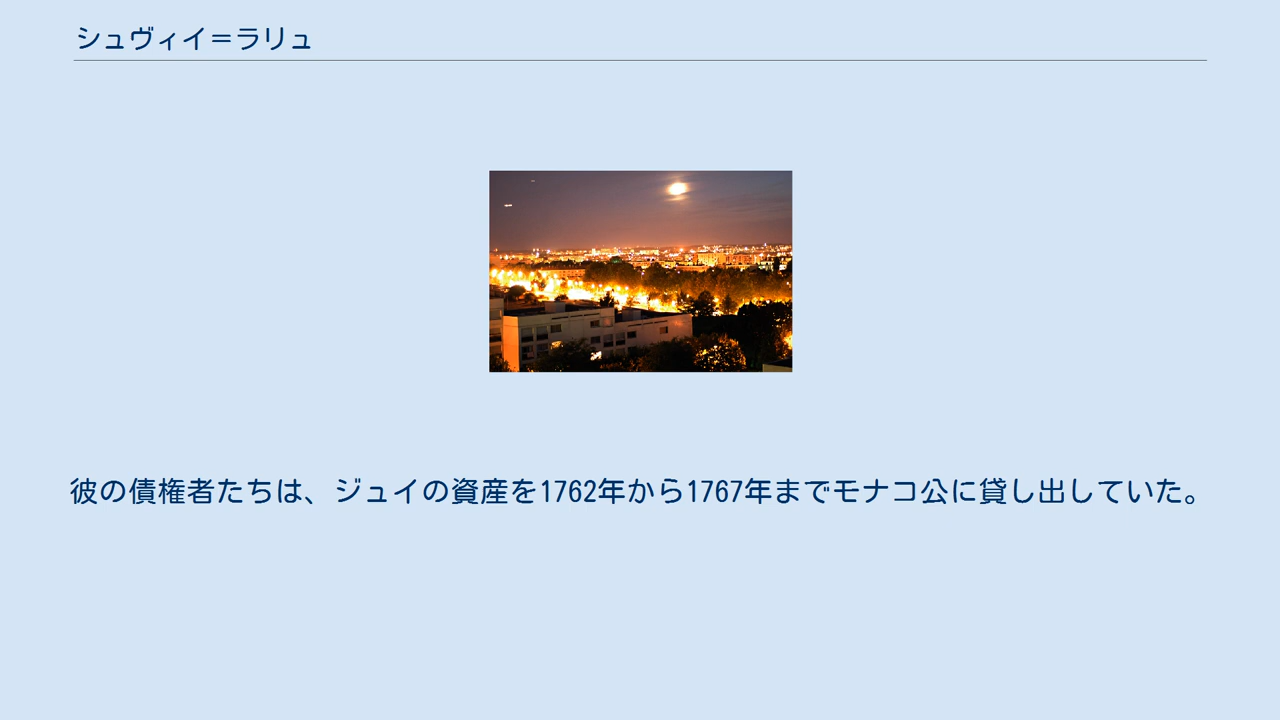 シュヴィイ＝ラリュ
彼の債権者たちは、ジュイの資産を1762年から1767年までモナコ公に貸し出していた。